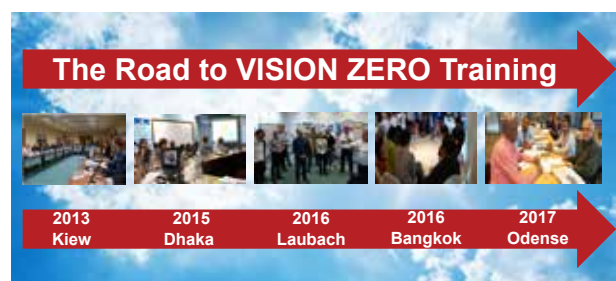 The Road to VISION ZERO Training
2013 2015 2016 2016 2017
Kiew Dhaka Laubach Bangkok Odense